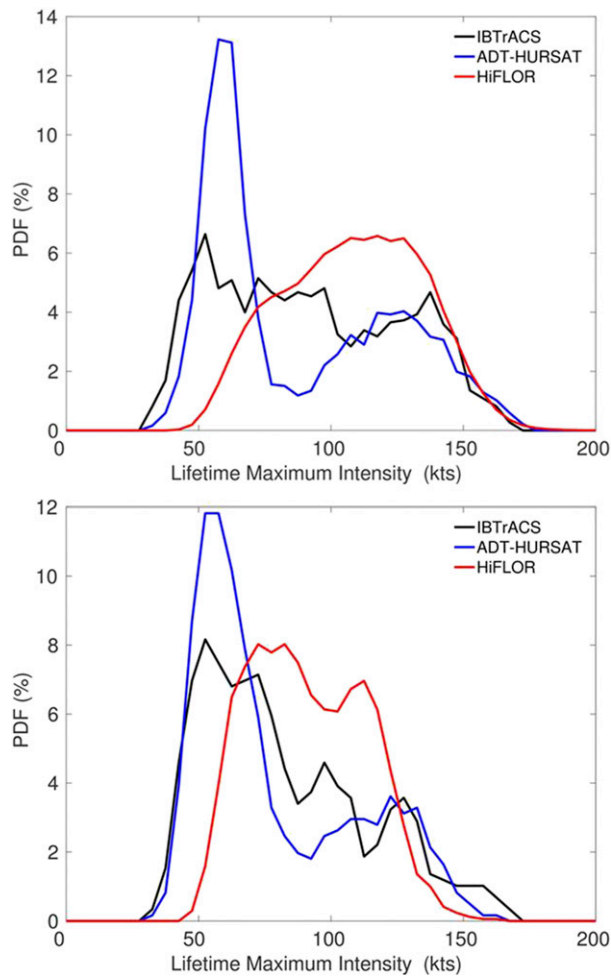 14
12
10
8
6
4
2
0
PDF (%)
IBTrACS
ADT-HURSAT
HiFLOR
0 50 100 150 200
Lifetime Maximum Intensity (kts)
12
10
8
6
4
2
0
PDF (%)
IBTrACS
ADT-HURSAT
HiFLOR
0 50 100 150 200
Lifetime Maximum Intensity (kts)